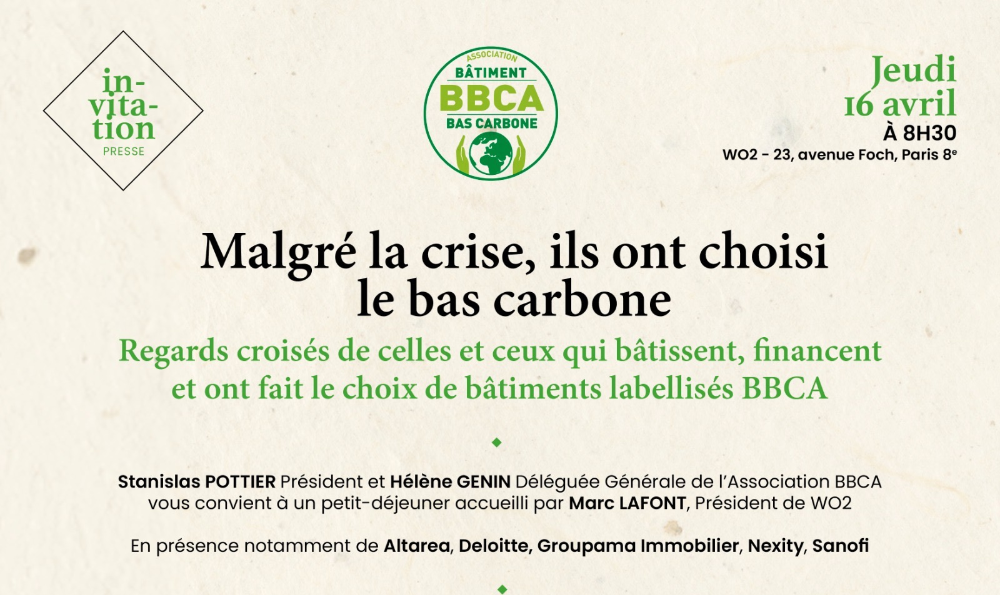 in-
vita-
tion
PRESSE
ASSOCIATION
BÂTIMENT
BBCA
BAS CARBONE
Jeudi
16 avril
À 8H30
WO2 - 23, avenue Foch, Paris 8e
Malgré la crise, ils ont choisi
le bas carbone
Regards croisés de celles et ceux qui bâtissent, financent
et ont fait le choix de bâtiments labellisés BBCA
Stanislas POTTIER Président et Hélène GENIN Déléguée Générale de l’Association BBCA
vous convient à un petit-déjeuner accueilli par Marc LAFONT, Président de WO2
En présence notamment de Altarea, Deloitte, Groupama Immobilier, Nexity, Sanofi